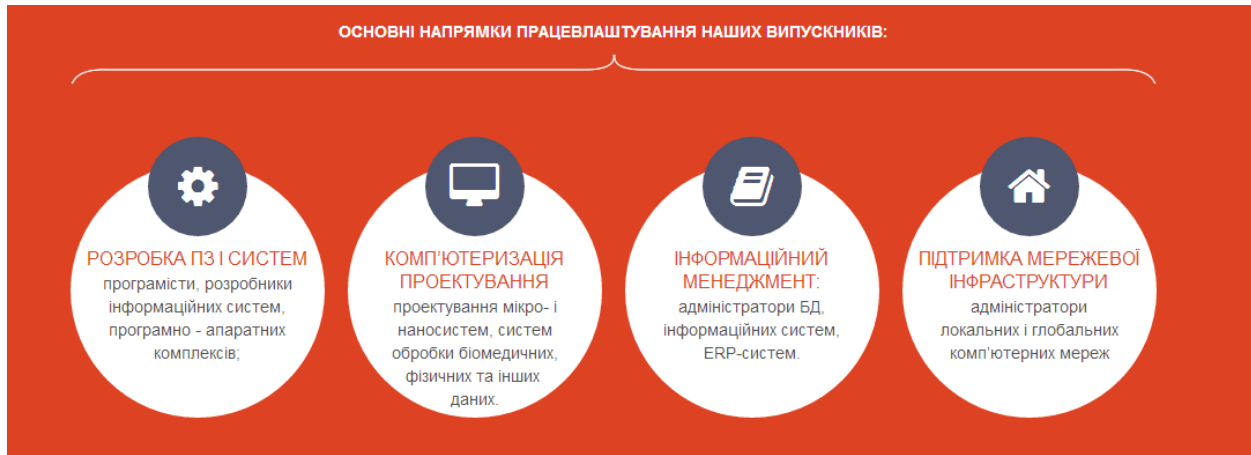 ОСНОВНІ НАПРЯМКИ ПРАЦЕВЛАШТУВАННЯ НАШИХ ВИПУСКНИКІВ:
РОЗРОБКА ПЗ І СИСТЕМ
програмісти, розробники
інформаційних систем,
програмно - апаратних
комплексів;
КОМП'ЮТЕРИЗАЦІЯ
ПРОЕКТУВАННЯ
проектування мікро- і
наносистем, систем
обробки біомедичних,
фізичних та інших
даних.
ІНФОРМАЦІЙНИЙ
МЕНЕДЖМЕНТ:
адміністратори БД,
інформаційних систем,
ERP-систем.
ПІДТРИМКА МЕРЕЖЕВОЇ
ІНФРАСТРУКТУРИ
адміністратори
локальних і глобальних
комп'ютерних мереж